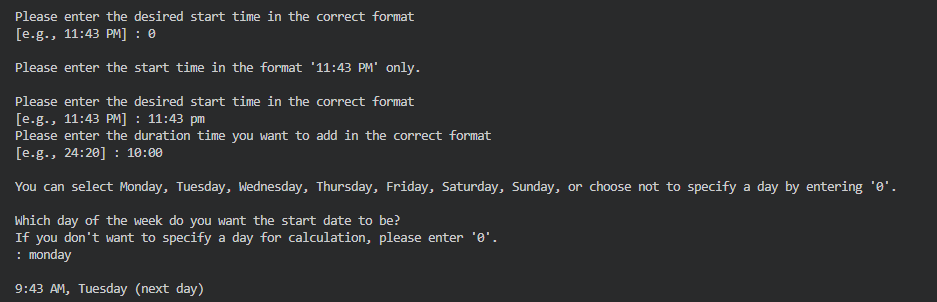 Please enter the desired start time in the correct format
[e.g., 11:43 PM] : 0
Please enter the start time in the format '11:43 PM' only.
Please enter the desired start time in the correct format
[e.g., 11:43 PM] : 11:43 pm
Please enter the duration time you want to add in the correct format
[e.g., 24:20] : 10:00
You can select Monday, Tuesday, Wednesday, Thursday, Friday, Saturday, Sunday, or choose not to specify a day by entering '0'.
Which day of the week do you want the start date to be?
If you don't want to specify a day for calculation, please enter '0'.
: monday
9:43 AM, Tuesday (next day)